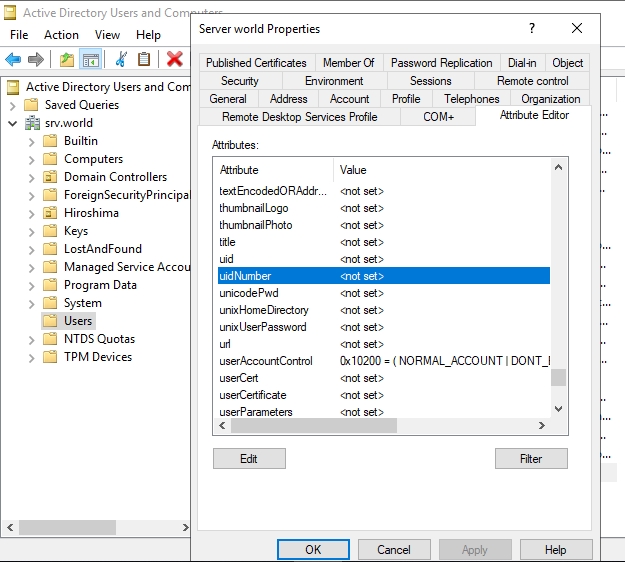 Active Directory Users and Computers
File Action View Help
Active Directory Users and Com
Saved Queries
srv.world
Builtin
Computers
Domain Controllers
ForeignSecurityPrincipal
Hiroshima
Keys
LostAndFound
Managed Service Accou
Program Data
System
Users
NTDS Quotas
TPM Devices
Server world Properties
? ×
Published Certificates Member Of Password Replication Dial-in Object
Security Environment Sessions Remote control
General Address Account Profile Telephones Organization
Remote Desktop Services Profile COM+ Attribute Editor
Attributes:
Attribute Value
textEncodedORAddr... <not set>
thumbnailLogo <not set>
thumbnailPhoto <not set>
title <not set>
uid <not set>
uidNumber <not set>
unicodePwd <not set>
unixHomeDirectory <not set>
unixUserPassword <not set>
url <not set>
userAccountControl 0x10200 = ( NORMAL_ACCOUNT | DONT_
userCert <not set>
userCertificate <not set>
userParameters <not set>
Edit Filter
OK Cancel Apply Help